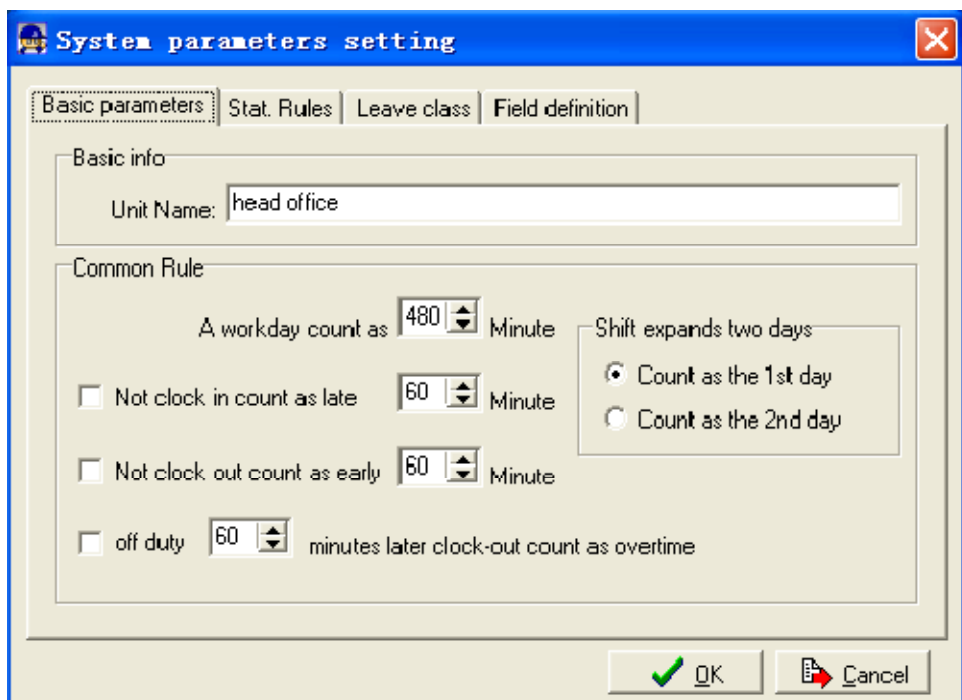 System parameters setting
Basic parameters Stat. Rules Leave class Field definition
Basic info
Unit Name: head office
Common Rule
A workday count as 480 Minute
Shift expands two days
Count as the 1st day
Not clock in count as late 60 Minute
Count as the 2nd day
Not clock out count as early 60 Minute
off duty 60 minutes later clock-out count as overtime
OK Cancel